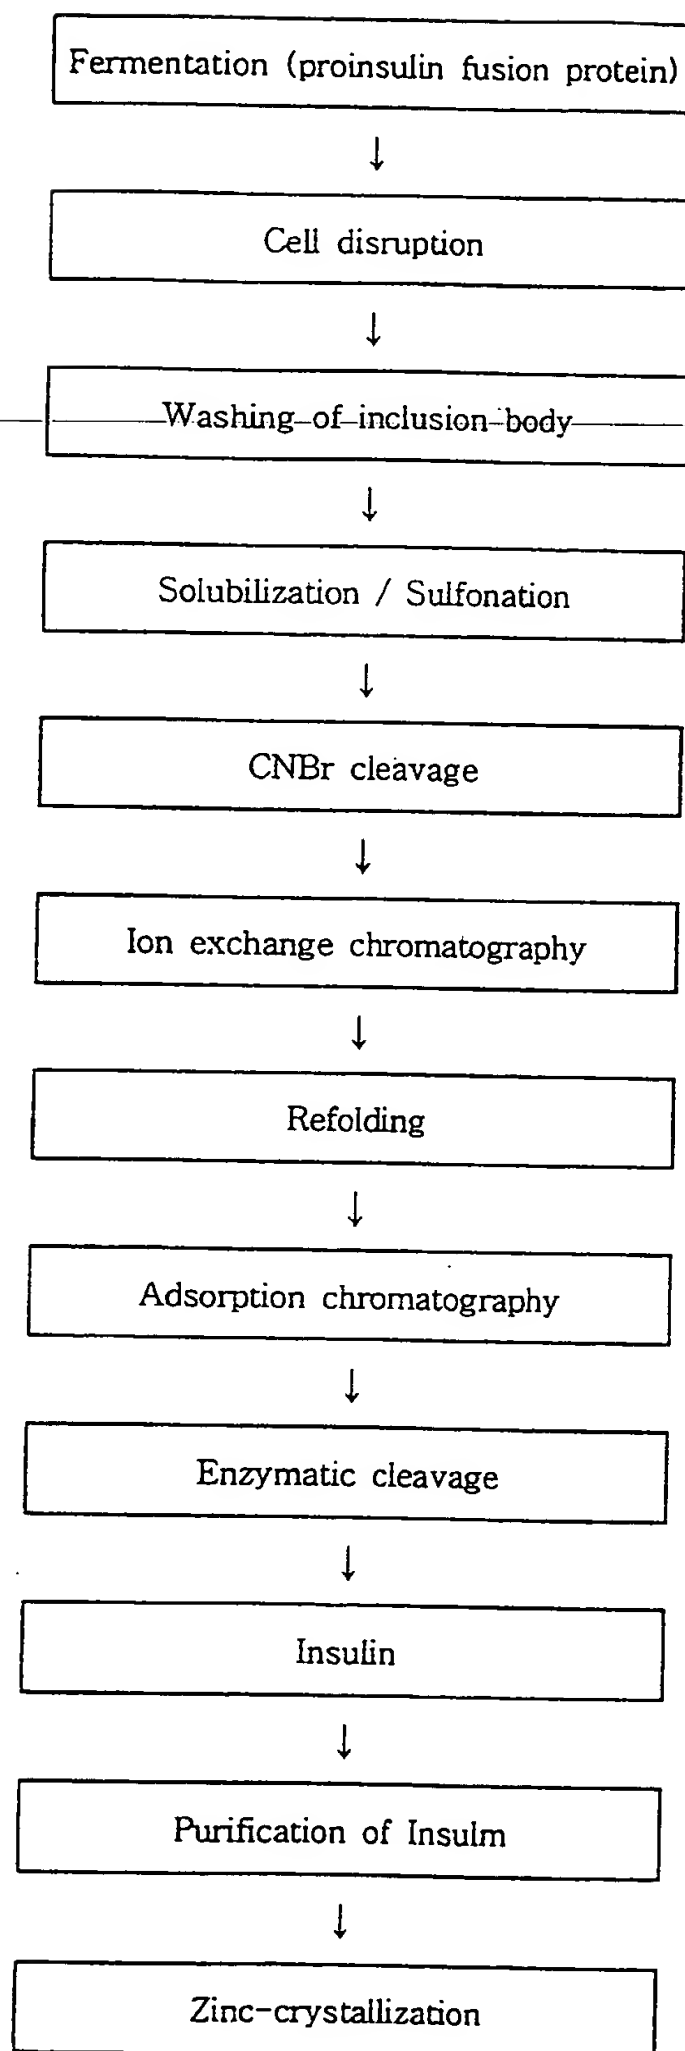 Fermentation (proinsulin fusion protein)
↓
Cell disruption
↓
Washing of inclusion body
↓
Solubilization / Sulfonation
↓
CNBr cleavage
↓
Ion exchange chromatography
↓
Refolding
↓
Adsorption chromatography
↓
Enzymatic cleavage
↓
Insulin
↓
Purification of Insulm
↓
Zinc-crystallization